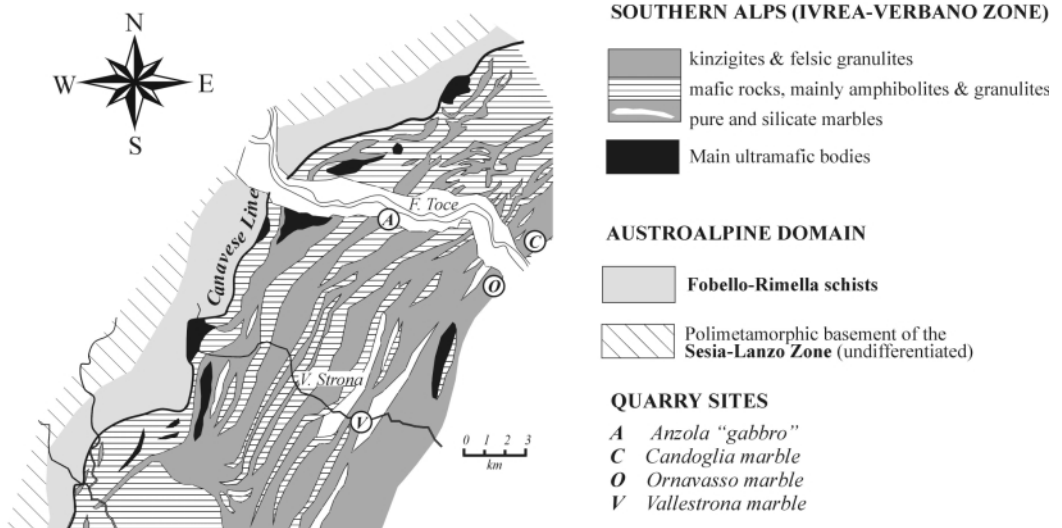 N
W
E
S
Canavese Line
F. Toce
A
C
O
V. Strona
V
0 1 2 3
km
SOUTHERN ALPS (IVREA-VERBANO ZONE)
kinzigites & felsic granulites
mafic rocks, mainly amphibolites & granulites
pure and silicate marbles
Main ultramafic bodies
AUSTROALPINE DOMAIN
Fobello-Rimella schists
Polimetamorphic basement of the
Sesia-Lanzo Zone (undifferentiated)
QUARRY SITES
A Anzola “gabbro”
C Candoglia marble
O Ornavasso marble
V Vallestrona marble